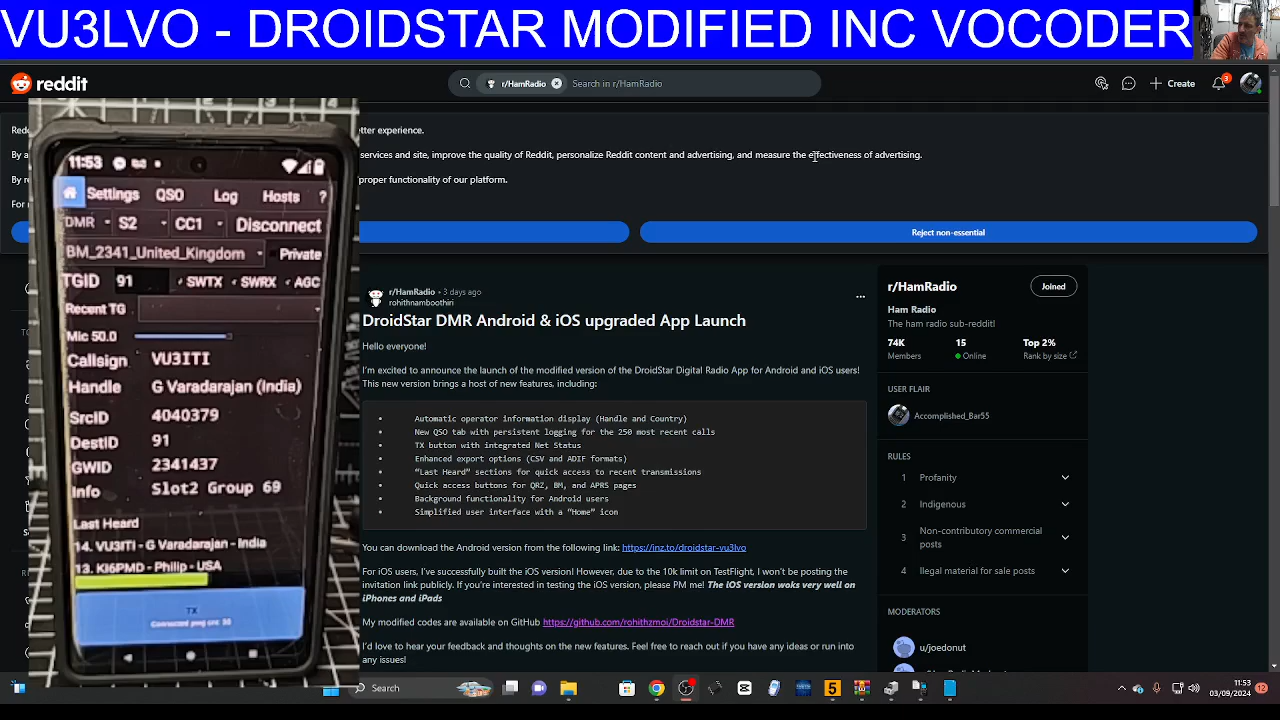 VU3LVO - DROIDSTAR MODIFIED INC VOCODER
reddit
r/HamRadio
Search in r/HamRadio
Create
3
tter experience.
By a
services and site, improve the quality of Reddit, personalize Reddit content and advertising, and measure the effectiveness of advertising.
By r
proper functionality of our platform.
For
Reject non-essential
11:53
Settings QSO Log Hosts ?
DMR S2 CC1 Disconnect
BM_2341_United_Kingdom Private
TGID 91 SWTX SWRX AGC
Recent TG
Mic 50.0
Callsign VU3ITI
Handle G Varadarajan (India)
SrcID 4040379
DestID 91
GWID 2341437
Info Slot2 Group 69
Last Heard
14. VU3ITI - G Varadarajan - India
13. KI6PMD - Philip - USA
TX
Connected ping cnt: 50
r/HamRadio • 3 days ago
rohithnamboothiri
DroidStar DMR Android & iOS upgraded App Launch
Hello everyone!
I'm excited to announce the launch of the modified version of the DroidStar Digital Radio App for Android and iOS users!
This new version brings a host of new features, including:
• Automatic operator information display (Handle and Country)
• New QSO tab with persistent logging for the 250 most recent calls
• TX button with integrated Net Status
• Enhanced export options (CSV and ADIF formats)
• "Last Heard" sections for quick access to recent transmissions
• Quick access buttons for QRZ, BM, and APRS pages
• Background functionality for Android users
• Simplified user interface with a "Home" icon
You can download the Android version from the following link: https://inz.to/droidstar-vu3lvo
For iOS users, I've successfully built the iOS version! However, due to the 10k limit on TestFlight, I won't be posting the
invitation link publicly. If you're interested in testing the iOS version, please PM me! The iOS version woks very well on
iPhones and iPads
My modified codes are available on GitHub https://github.com/rohithzmoi/Droidstar-DMR
I'd love to hear your feedback and thoughts on the new features. Feel free to reach out if you have any ideas or run into
any issues!
r/HamRadio
Joined
Ham Radio
The ham radio sub-reddit!
74K 15 Top 2%
Members Online Rank by size
USER FLAIR
Accomplished_Bar55
RULES
1 Profanity
2 Indigenous
3 Non-contributory commercial
posts
4 Ilegal material for sale posts
MODERATORS
u/joedonut
Search
5
11:53
03/09/2024
12